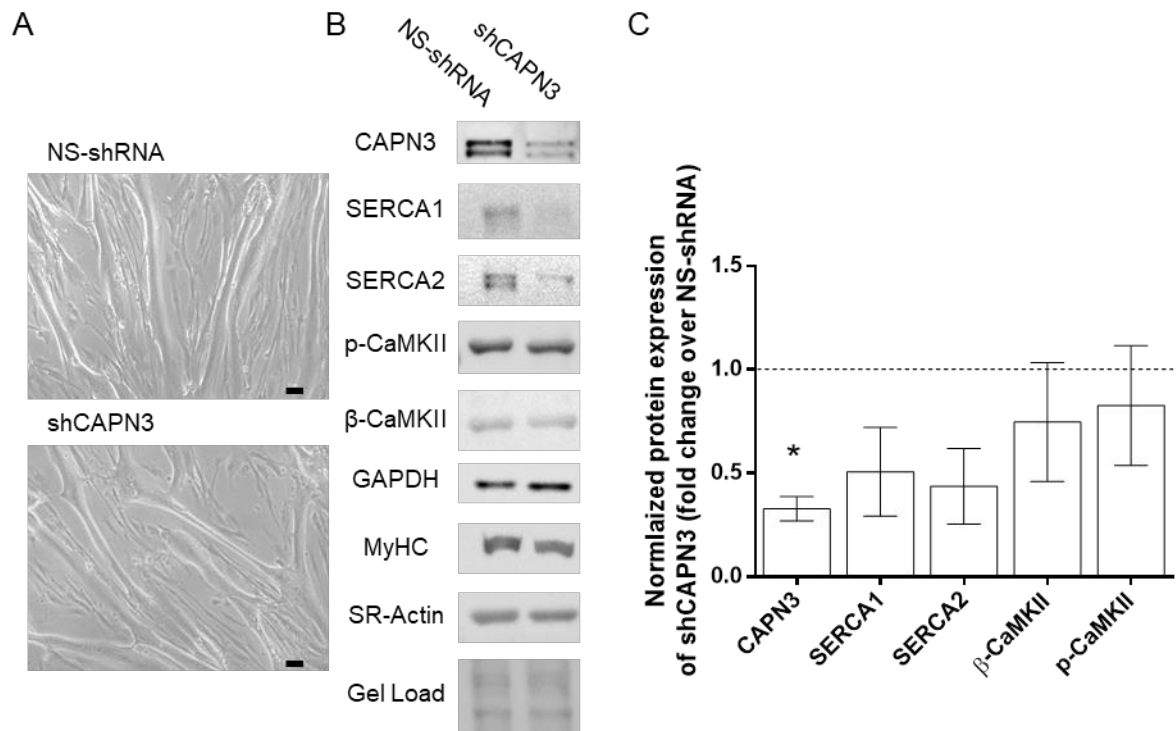 A
NS-shRNA
shCAPN3
B
NS-shRNA
shCAPN3
CAPN3
SERCA1
SERCA2
p-CaMKII
β-CaMKII
GAPDH
MyHC
SR-Actin
Gel Load
C
Normlaized protein expression
of shCAPN3 (fold change over NS-shRNA)
1.5
1.0
0.5
0.0
*
CAPN3
SERCA1
SERCA2
β-CaMKII
p-CaMKII